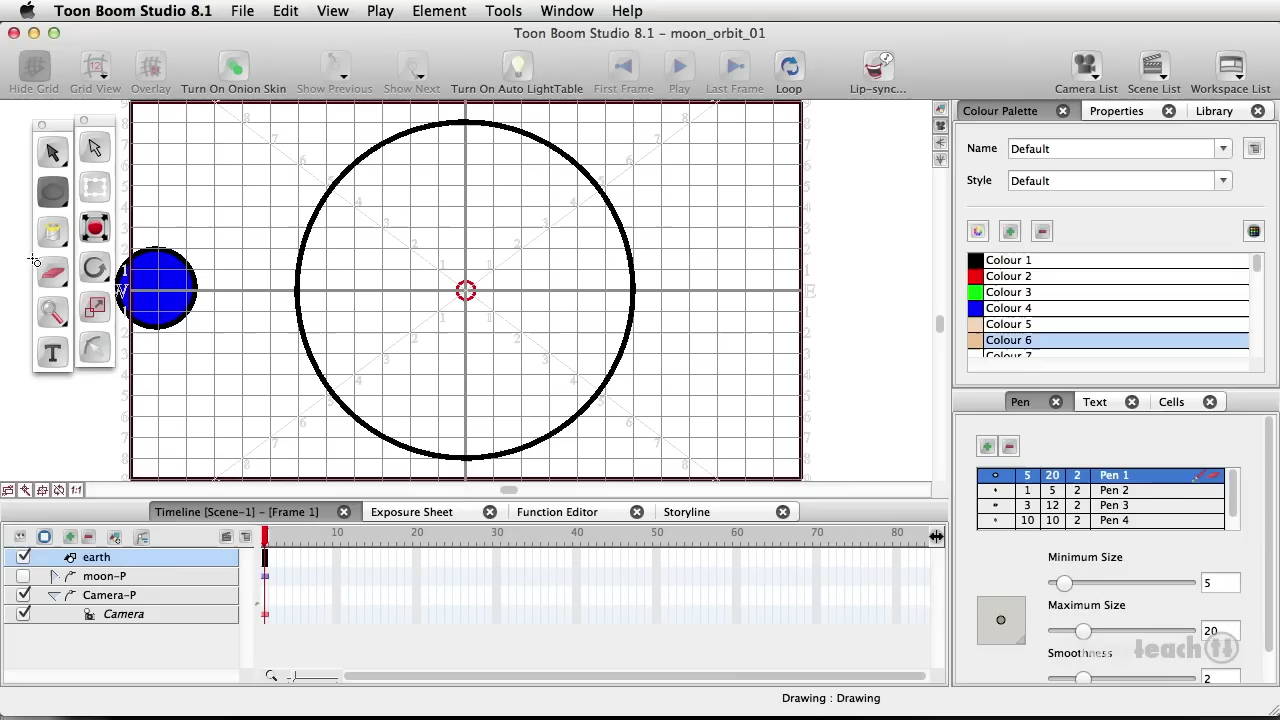 Toon Boom Studio 8.1 File Edit View Play Element Tools Window Help
Toon Boom Studio 8.1 - moon_orbit_01
Hide Grid Grid View Overlay Turn On Onion Skin Show Previous Show Next Turn On Auto LightTable First Frame Play Last Frame Loop Lip-sync... Camera List Scene List Workspace List
Colour Palette Properties Library
Name Default
Style Default
Colour 1
Colour 2
Colour 3
Colour 4
Colour 5
Colour 6
Colour 7
Pen Text Cells
5 20 2 Pen 1
1 5 2 Pen 2
3 12 2 Pen 3
10 10 2 Pen 4
Minimum Size
5
Maximum Size
20
Smoothness
2
teach
T
1:1
Timeline [Scene-1] - [Frame 1] Exposure Sheet Function Editor Storyline
10 20 30 40 50 60 70 80
earth
moon-P
Camera-P
Camera
Drawing : Drawing